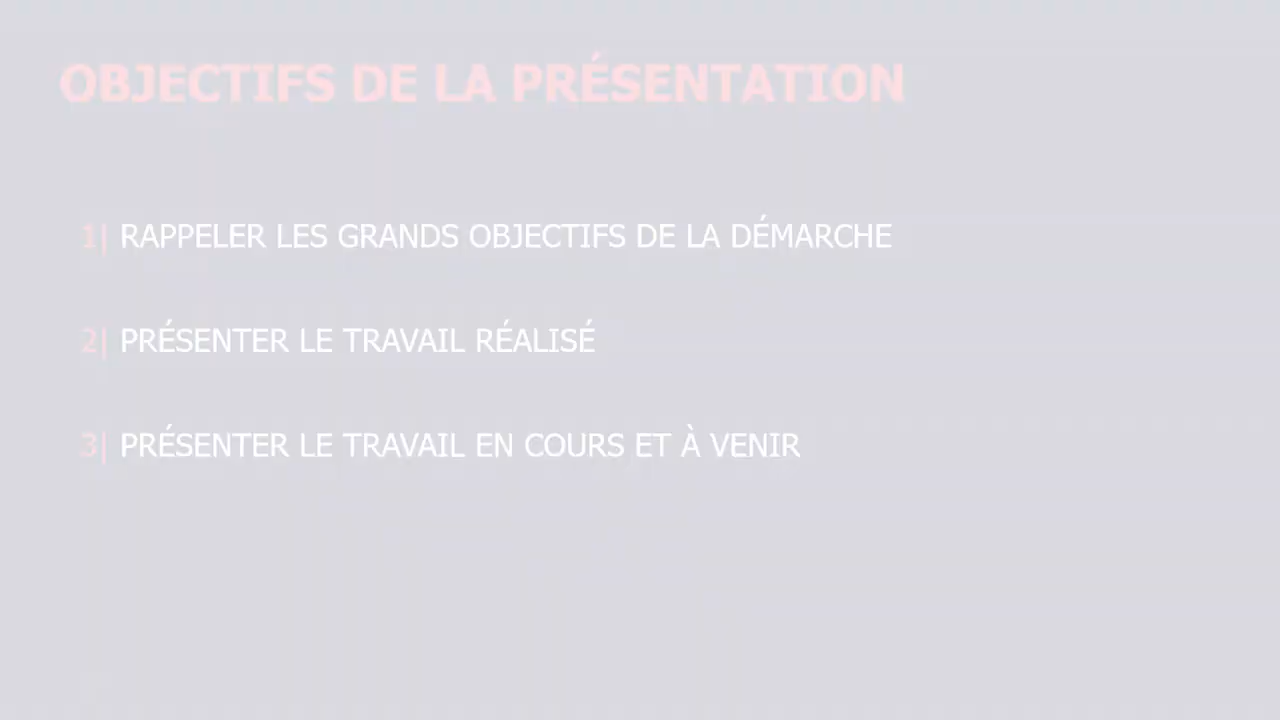 OBJECTIFS DE LA PRÉSENTATION
1| RAPPELER LES GRANDS OBJECTIFS DE LA DÉMARCHE
2| PRÉSENTER LE TRAVAIL RÉALISÉ
3| PRÉSENTER LE TRAVAIL EN COURS ET À VENIR